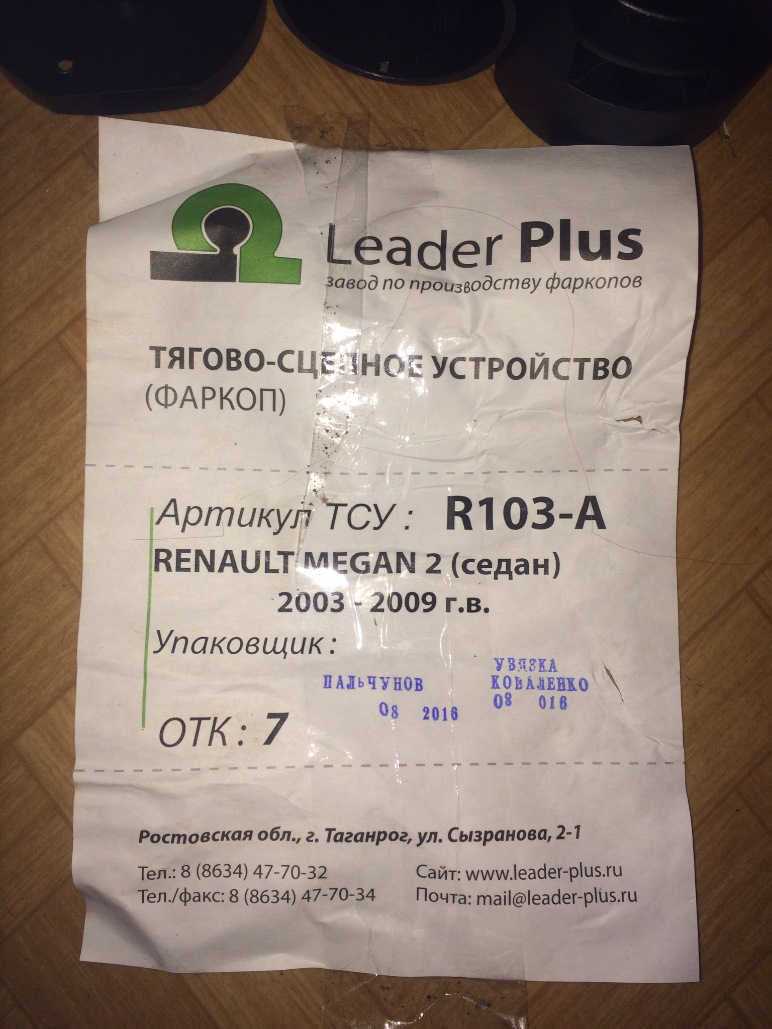 Leader Plus
завод по производству фаркопов
ТЯГОВО-СЦЕПНОЕ УСТРОЙСТВО
(ФАРКОП)
Артикул ТСУ : R103-A
RENAULT MEGAN 2 (седан)
2003 - 2009 г.в.
Упаковщик :
ПАЛЬЧУНОВ
08 2016
УВЯЗКА
КОВАЛЕНКО
08 016
ОТК : 7
Ростовская обл., г. Таганрог, ул. Сызранова, 2-1
Тел.: 8 (8634) 47-70-32
Тел./факс: 8 (8634) 47-70-34
Сайт: www.leader-plus.ru
Почта: mail@leader-plus.ru